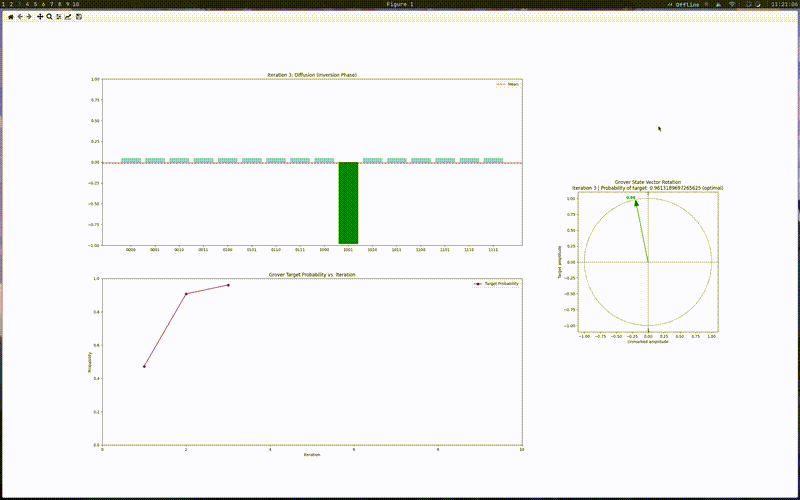 1 2 3 4 5 6 7 8 9 10
Figure 1
Offline
11:21:06
Iteration 3: Diffusion (Inversion Phase)
Mean
1.00
0.75
0.50
0.25
0.00
−0.25
−0.50
−0.75
−1.00
0000 0001 0010 0011 0100 0101 0110 0111 1000 1001 1010 1011 1100 1101 1110 1111
Grover Target Probability vs. Iteration
Target Probability
1.0
0.8
0.6
0.4
0.2
0.0
Probability
0 2 4 6 8 10
Iteration
Grover State Vector Rotation
Iteration 3 | Probability of target: 0.9613189697265625 (optimal)
0.98
1.00
0.75
0.50
0.25
0.00
−0.25
−0.50
−0.75
−1.00
Target amplitude
−1.00 −0.75 −0.50 −0.25 0.00 0.25 0.50 0.75 1.00
Unmarked amplitude